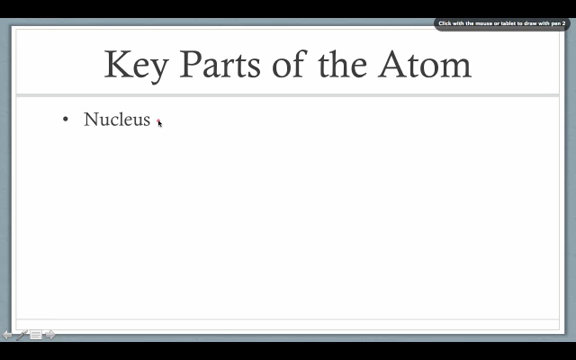 Click with the mouse or tablet to draw with pen 2
Key Parts of the Atom
• Nucleus